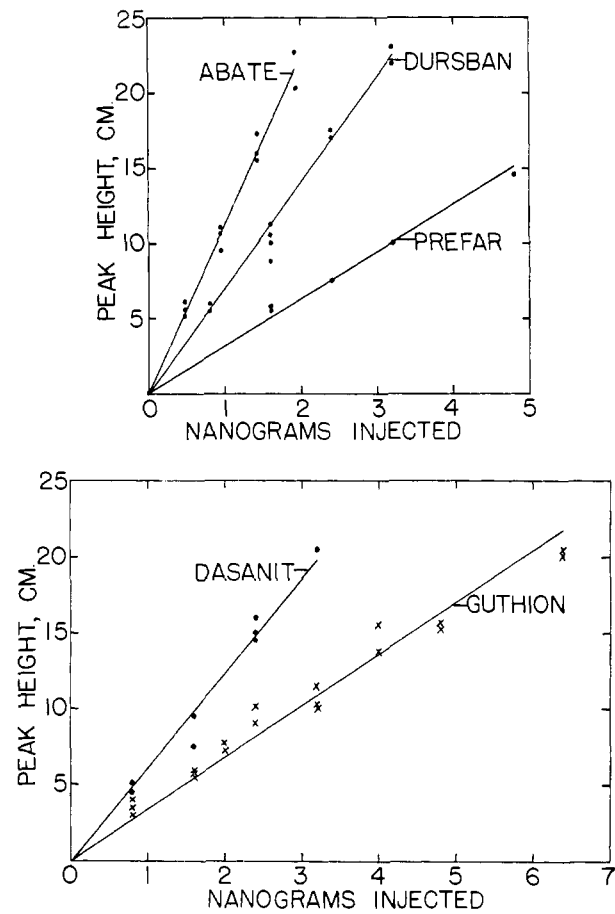 25
20
15
10
5
PEAK HEIGHT, CM.
ABATE
DURSBAN
PREFAR
0 1 2 3 4 5
NANOGRAMS INJECTED
25
20
15
10
5
PEAK HEIGHT, CM.
DASANIT
GUTHION
0 1 2 3 4 5 6 7
NANOGRAMS INJECTED